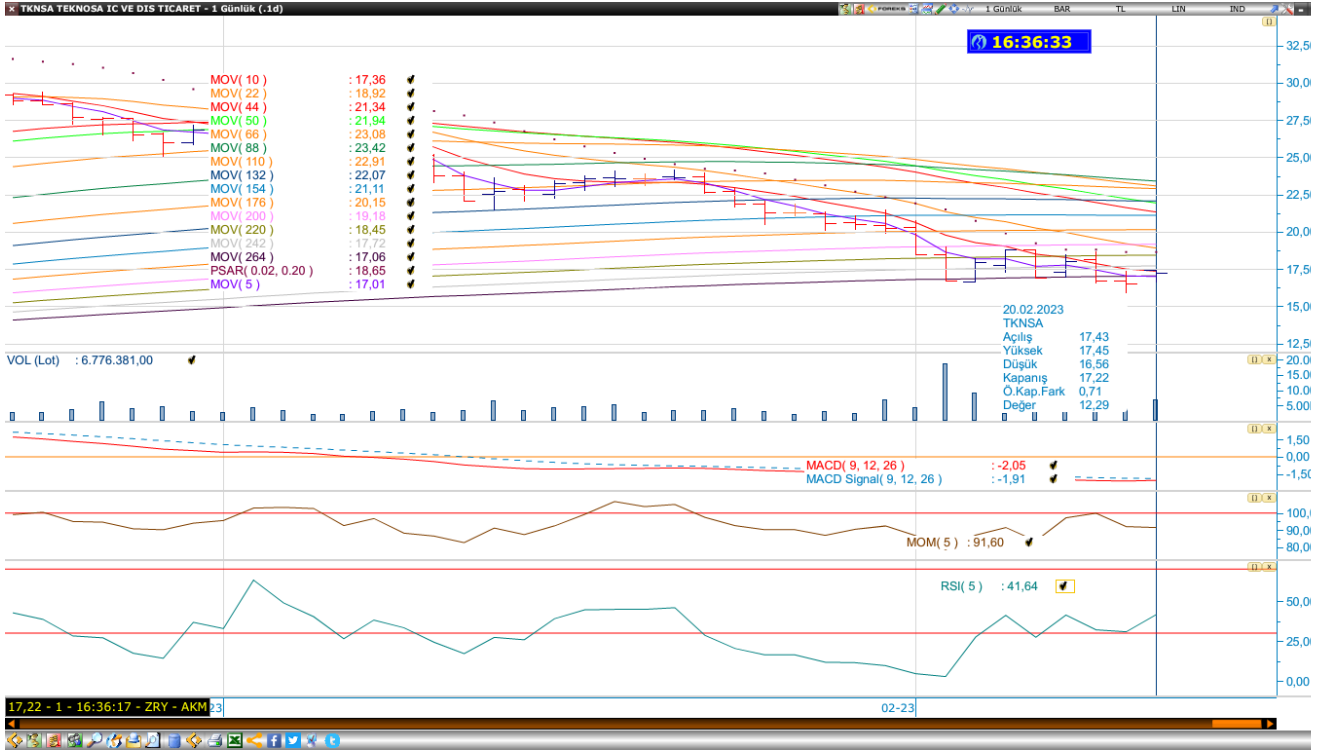 TKNSA TEKNOSA IC VE DIS TICARET - 1 Günlük (.1d)
FOREKS 1 Günlük BAR TL LIN IND
16:36:33
32,50
30,00
27,50
25,00
22,50
20,00
17,50
15,00
12,50
MOV( 10 ) : 17,36
MOV( 22 ) : 18,92
MOV( 44 ) : 21,34
MOV( 50 ) : 21,94
MOV( 66 ) : 23,08
MOV( 88 ) : 23,42
MOV( 110 ) : 22,91
MOV( 132 ) : 22,07
MOV( 154 ) : 21,11
MOV( 176 ) : 20,15
MOV( 200 ) : 19,18
MOV( 220 ) : 18,45
MOV( 242 ) : 17,72
MOV( 264 ) : 17,06
PSAR( 0.02, 0.20 ) : 18,65
MOV( 5 ) : 17,01
20.02.2023
TKNSA
Açılış 17,43
Yüksek 17,45
Düşük 16,56
Kapanış 17,22
Ö.Kap.Fark 0,71
Değer 12,29
VOL (Lot) : 6.776.381,00
20.00
15.00
10.00
5.000
MACD( 9, 12, 26 ) : -2,05
MACD Signal( 9, 12, 26 ) : -1,91
1,50
0,00
-1,50
MOM( 5 ) : 91,60
100,0
90,00
80,00
RSI( 5 ) : 41,64
50,00
25,00
0,00
17,22 - 1 - 16:36:17 - ZRY - AKM 23
02-23